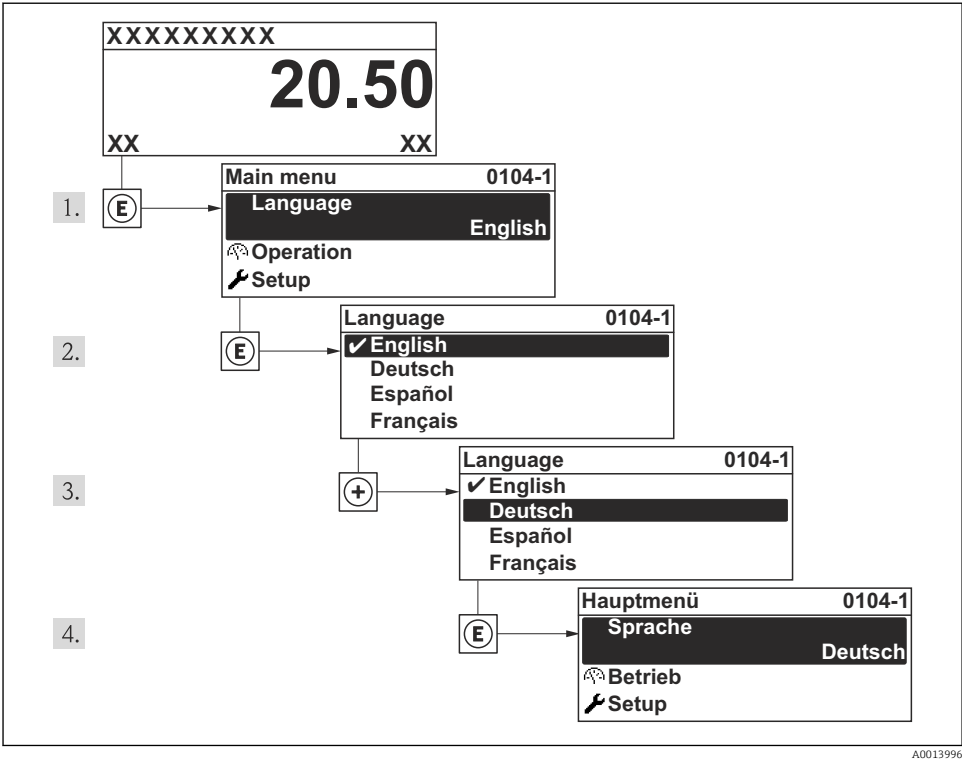 XXXXXXXXX
20.50
XX XX
1. E
Main menu 0104-1
Language
English
Operation
Setup
2. E
Language 0104-1
✔ English
Deutsch
Español
Français
3. +
Language 0104-1
✔ English
Deutsch
Español
Français
4. E
Hauptmenü 0104-1
Sprache
Deutsch
Betrieb
Setup
A0013996